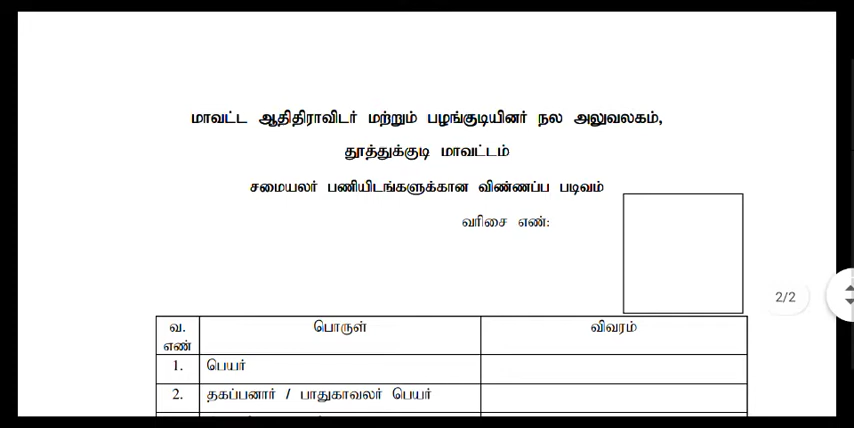 மாவட்ட ஆதிதிராவிடர் மற்றும் பழங்குடியினர் நல அலுவலகம்,
தூத்துக்குடி மாவட்டம்
சமையலர் பணியிடங்களுக்கான விண்ணப்ப படிவம்
வரிசை எண்:
2/2
வ. எண் பொருள் விவரம்
1. பெயர்
2. தகப்பனார் / பாதுகாவலர் பெயர்